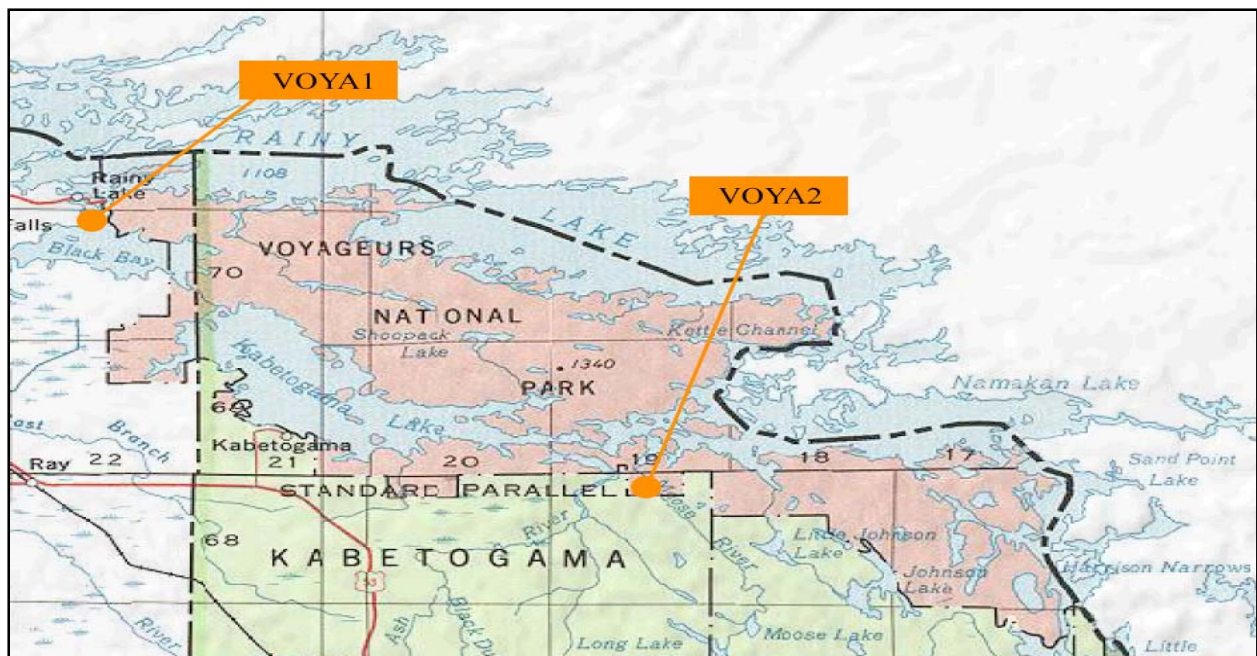 VOYA1
RAINY
1108
Rainy
Lake
VOYA2
Falls
LAKE
Black Bay
VOYAGEURS
70
NATIONAL
Shoepack
Lake
Kettle Channel
Kabetogama
Lake
1340
PARK
Namakan Lake
East
Branch
Kabetogama
Ray
22
21
20
19
18
17
Sand Point
Lake
STANDARD PARALLEL
68
KABETOGAMA
River
River
Little Johnson
Lake
Johnson
Lake
Harrison Narrows
53
River
Ash
Long Lake
Moose Lake
Little